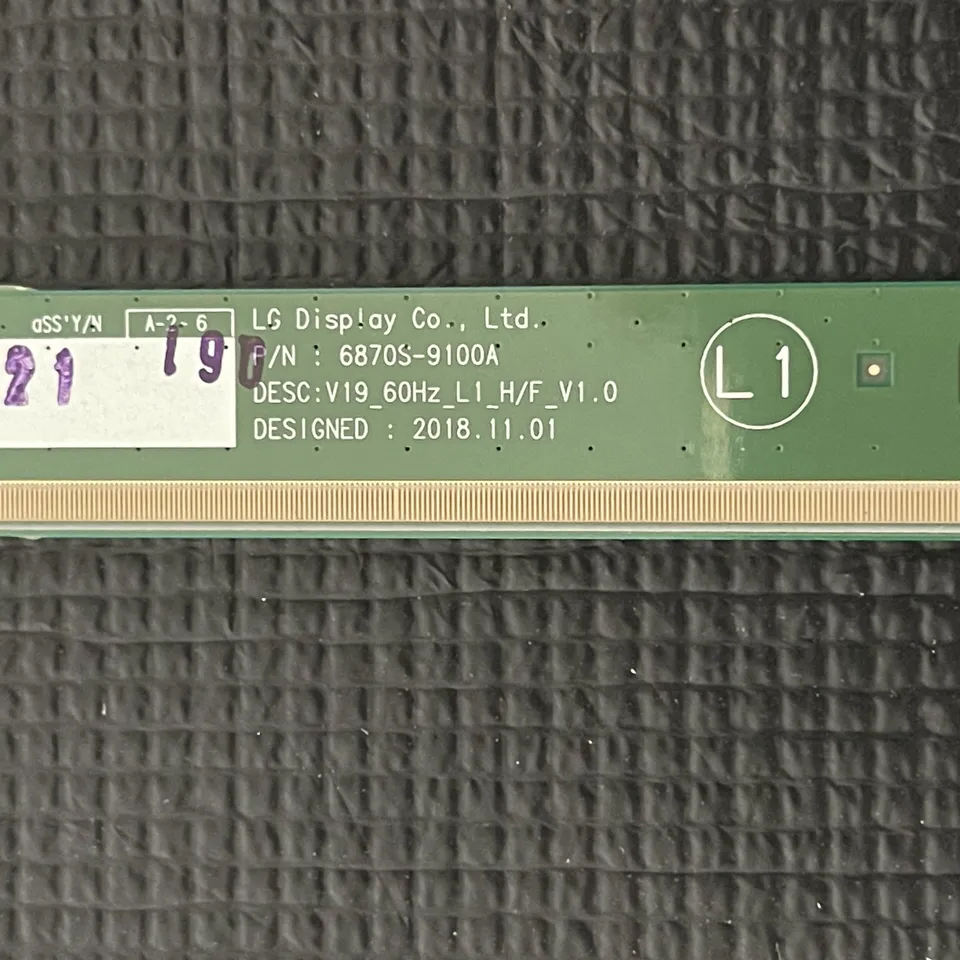 aSS'Y/N A-2- 6
21 190
LG Display Co., Ltd.
P/N : 6870S-9100A
DESC:V19_60Hz_L1_H/F_V1.0
DESIGNED : 2018.11.01
L1